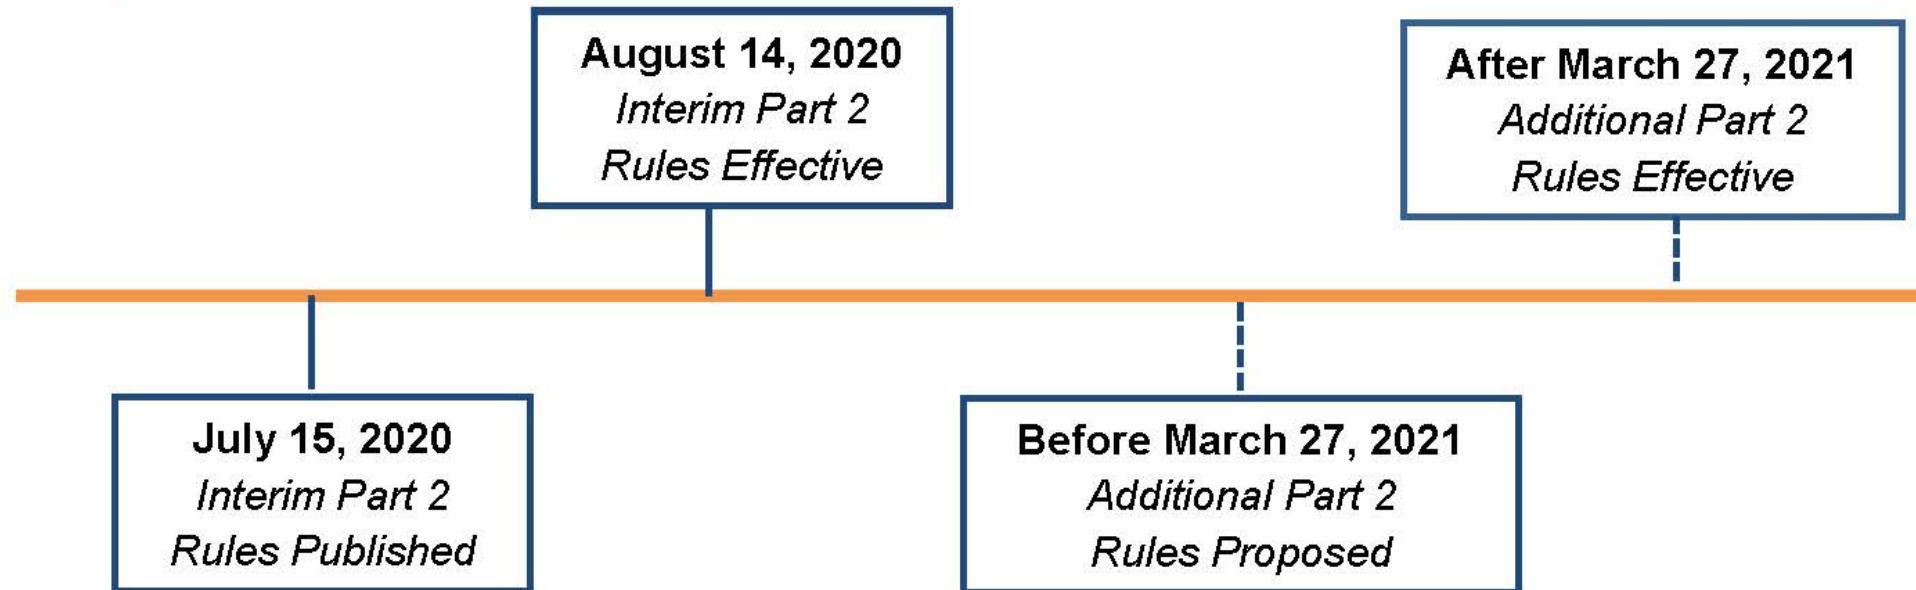 August 14, 2020
Interim Part 2
Rules Effective
After March 27, 2021
Additional Part 2
Rules Effective
July 15, 2020
Interim Part 2
Rules Published
Before March 27, 2021
Additional Part 2
Rules Proposed